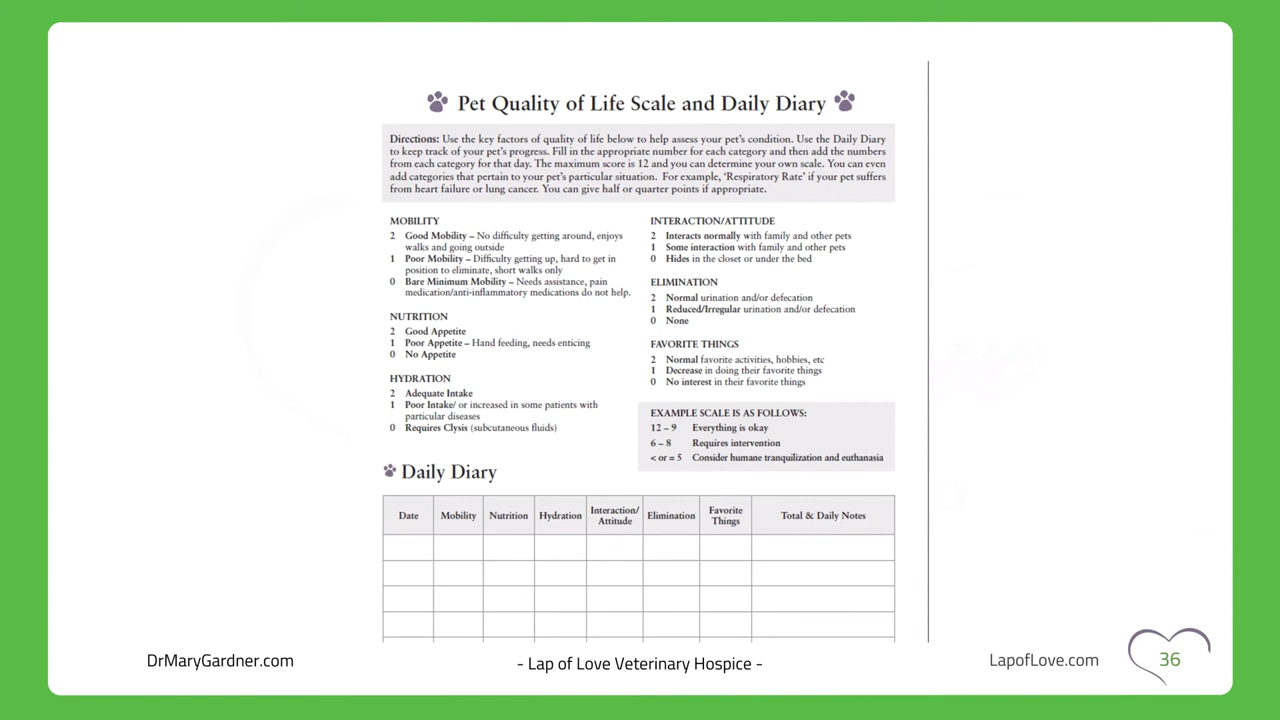 Pet Quality of Life Scale and Daily Diary
Directions: Use the key factors of quality of life below to help assess your pet's condition. Use the Daily Diary
to keep track of your pet's progress. Fill in the appropriate number for each category and then add the numbers
from each category for that day. The maximum score is 12 and you can determine your own scale. You can even
add categories that pertain to your pet's particular situation. For example, 'Respiratory Rate' if your pet suffers
from heart failure or lung cancer. You can give half or quarter points if appropriate.
MOBILITY
2 Good Mobility – No difficulty getting around, enjoys
walks and going outside
1 Poor Mobility – Difficulty getting up, hard to get in
position to eliminate, short walks only
0 Bare Minimum Mobility – Needs assistance, pain
medication/anti-inflammatory medications do not help.
NUTRITION
2 Good Appetite
1 Poor Appetite – Hand feeding, needs enticing
0 No Appetite
HYDRATION
2 Adequate Intake
1 Poor Intake/ or increased in some patients with
particular diseases
0 Requires Clysis (subcutaneous fluids)
INTERACTION/ATTITUDE
2 Interacts normally with family and other pets
1 Some interaction with family and other pets
0 Hides in the closet or under the bed
ELIMINATION
2 Normal urination and/or defecation
1 Reduced/Irregular urination and/or defecation
0 None
FAVORITE THINGS
2 Normal favorite activities, hobbies, etc
1 Decrease in doing their favorite things
0 No interest in their favorite things
EXAMPLE SCALE IS AS FOLLOWS:
12 – 9 Everything is okay
6 – 8 Requires intervention
< or = 5 Consider humane tranquilization and euthanasia
Daily Diary
Date Mobility Nutrition Hydration Interaction/ Attitude Elimination Favorite Things Total & Daily Notes
DrMaryGardner.com
- Lap of Love Veterinary Hospice -
LapofLove.com
36